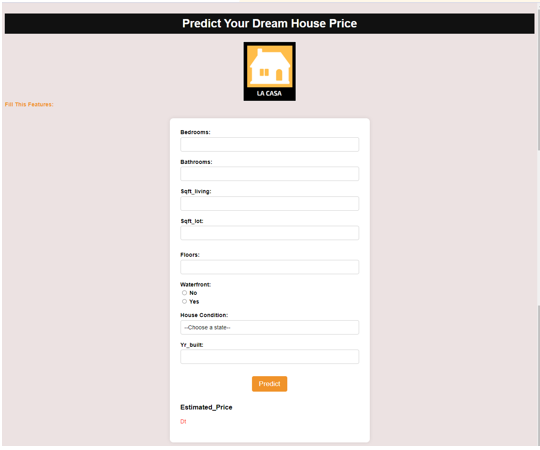 Predict Your Dream House Price
LA CASA
Fill This Features:
Bedrooms:
Bathrooms:
Sqft_living:
Sqft_lot:
Floors:
Waterfront:
No
Yes
House Condition:
--Choose a state--
Yr_built:
Predict
Estimated_Price
Dt